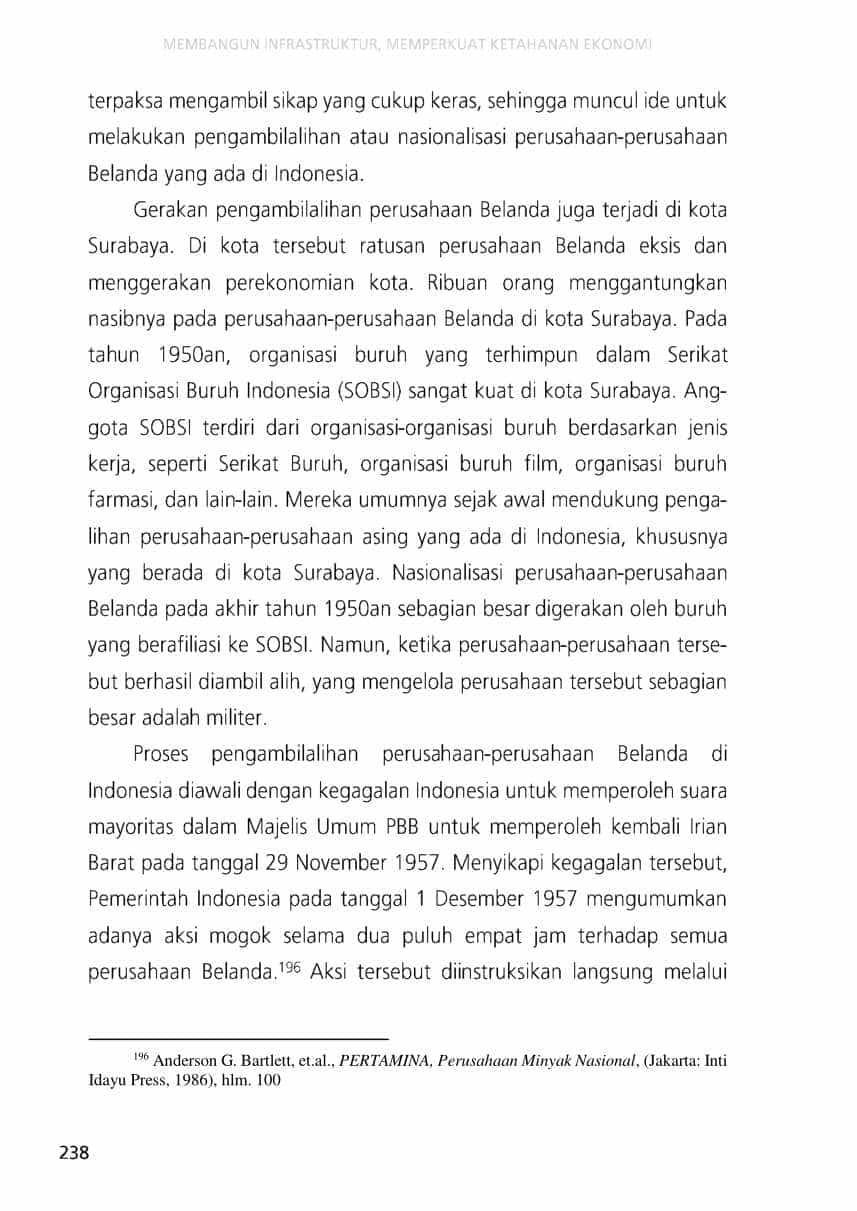 MEMBANGUN INFRASTRUKTUR, MEMPERKUAT KETAHANAN EKONOMI
terpaksa mengambil sikap yang cukup keras, sehingga muncul ide untuk
melakukan pengambilalihan atau nasionalisasi perusahaan-perusahaan
Belanda yang ada di Indonesia.
Gerakan pengambilalihan perusahaan Belanda juga terjadi di kota
Surabaya. Di kota tersebut ratusan perusahaan Belanda eksis dan
menggerakan perekonomian kota. Ribuan orang menggantungkan
nasibnya pada perusahaan-perusahaan Belanda di kota Surabaya. Pada
tahun 1950an, organisasi buruh yang terhimpun dalam Serikat
Organisasi Buruh Indonesia (SOBSI) sangat kuat di kota Surabaya. Ang-
gota SOBSI terdiri dari organisasi-organisasi buruh berdasarkan jenis
kerja, seperti Serikat Buruh, organisasi buruh film, organisasi buruh
farmasi, dan lain-lain. Mereka umumnya sejak awal mendukung penga-
lihan perusahaan-perusahaan asing yang ada di Indonesia, khususnya
yang berada di kota Surabaya. Nasionalisasi perusahaan-perusahaan
Belanda pada akhir tahun 1950an sebagian besar digerakan oleh buruh
yang berafiliasi ke SOBSI. Namun, ketika perusahaan-perusahaan terse-
but berhasil diambil alih, yang mengelola perusahaan tersebut sebagian
besar adalah militer.
Proses pengambilalihan perusahaan-perusahaan Belanda di
Indonesia diawali dengan kegagalan Indonesia untuk memperoleh suara
mayoritas dalam Majelis Umum PBB untuk memperoleh kembali Irian
Barat pada tanggal 29 November 1957. Menyikapi kegagalan tersebut,
Pemerintah Indonesia pada tanggal 1 Desember 1957 mengumumkan
adanya aksi mogok selama dua puluh empat jam terhadap semua
perusahaan Belanda.196 Aksi tersebut diinstruksikan langsung melalui
196 Anderson G. Bartlett, et.al., PERTAMINA, Perusahaan Minyak Nasional, (Jakarta: Inti
Idayu Press, 1986), hlm. 100
238